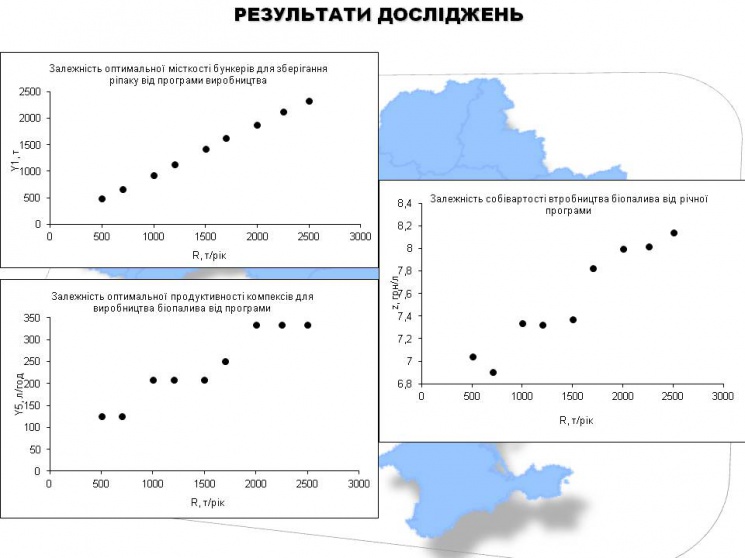 РЕЗУЛЬТАТИ ДОСЛІДЖЕНЬ
Залежність оптимальної місткості бункерів для зберігання
ріпаку від програми виробництва
Y1, т
2500
2000
1500
1000
500
0
0 500 1000 1500 2000 2500 3000
R, т/рік
Залежність собівартості втробництва біопалива від річної
програми
z, грн/л
8,4
8,2
8
7,8
7,6
7,4
7,2
7
6,8
0 500 1000 1500 2000 2500 3000
R, т/рік
Залежність оптимальної продуктивності компексів для
виробництва біопалива від програми
Y5, л/год
350
300
250
200
150
100
50
0
0 500 1000 1500 2000 2500 3000
R, т/рік